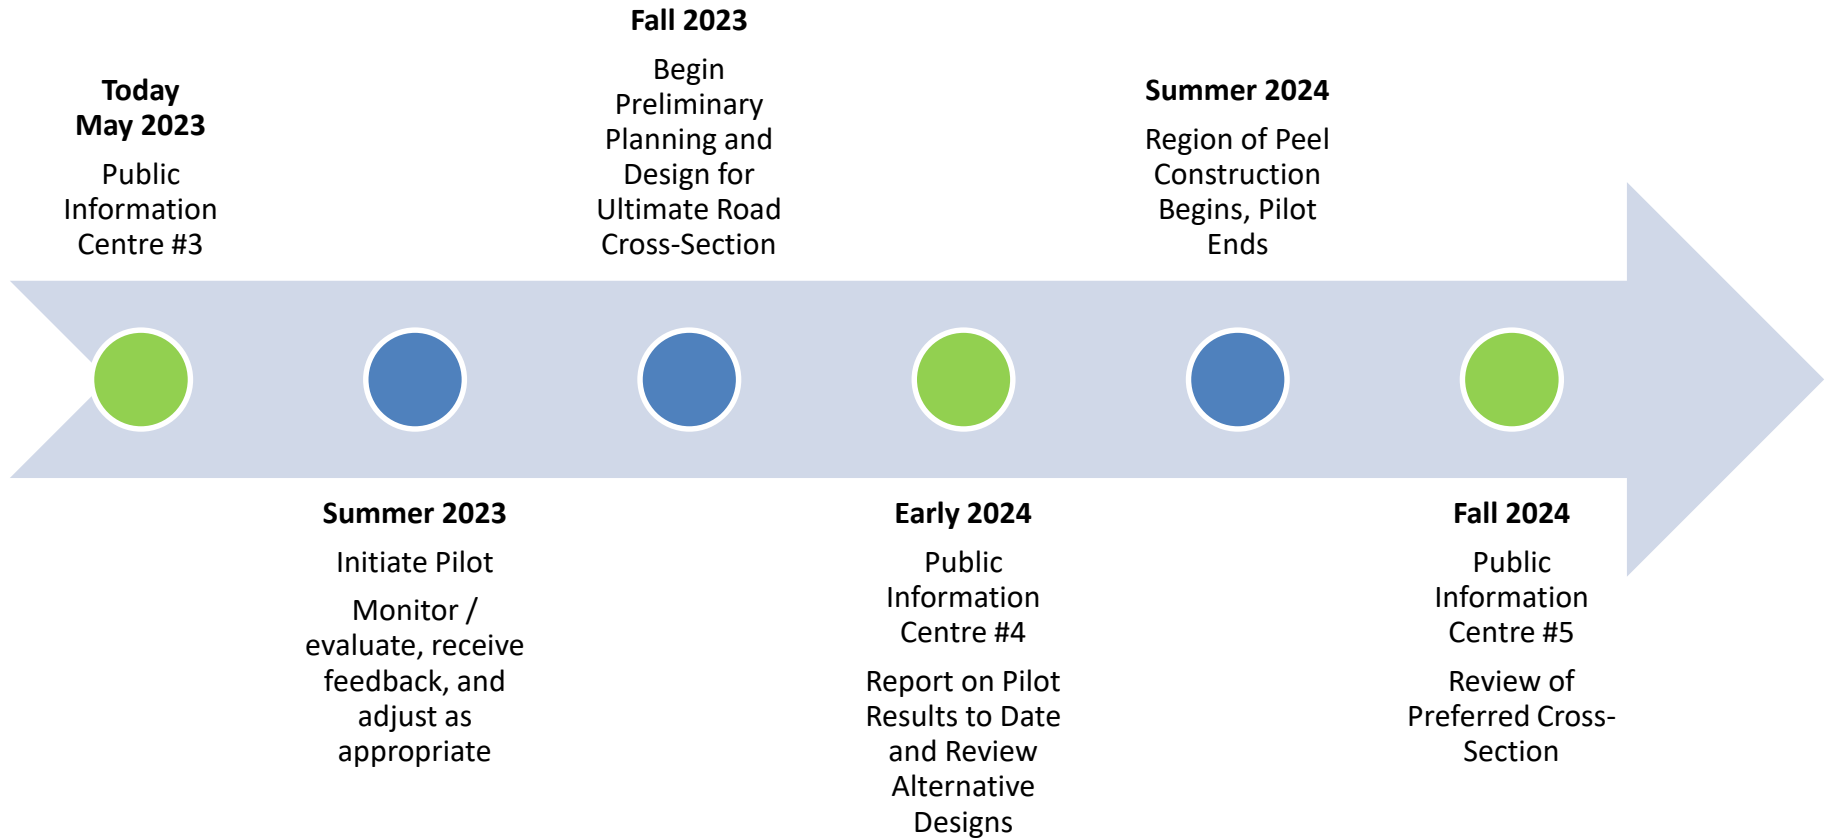 Today
May 2023
Public
Information
Centre #3
Summer 2023
Initiate Pilot
Monitor /
evaluate, receive
feedback, and
adjust as
appropriate
Fall 2023
Begin
Preliminary
Planning and
Design for
Ultimate Road
Cross-Section
Early 2024
Public
Information
Centre #4
Report on Pilot
Results to Date
and Review
Alternative
Designs
Summer 2024
Region of Peel
Construction
Begins, Pilot
Ends
Fall 2024
Public
Information
Centre #5
Review of
Preferred Cross-
Section